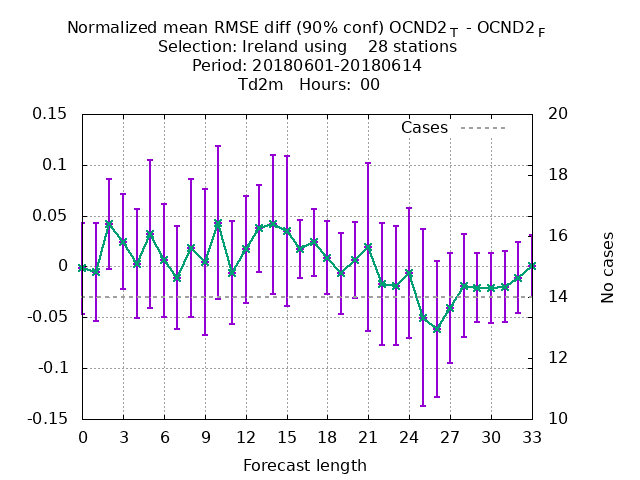 Normalized mean RMSE diff (90% conf) OCND2 T - OCND2 F
Selection: Ireland using 28 stations
Period: 20180601-20180614
Td2m Hours: 00
0.15
0.1
0.05
0
-0.05
-0.1
-0.15
Cases
20
18
16
14
12
10
No cases
0 3 6 9 12 15 18 21 24 27 30 33
Forecast length